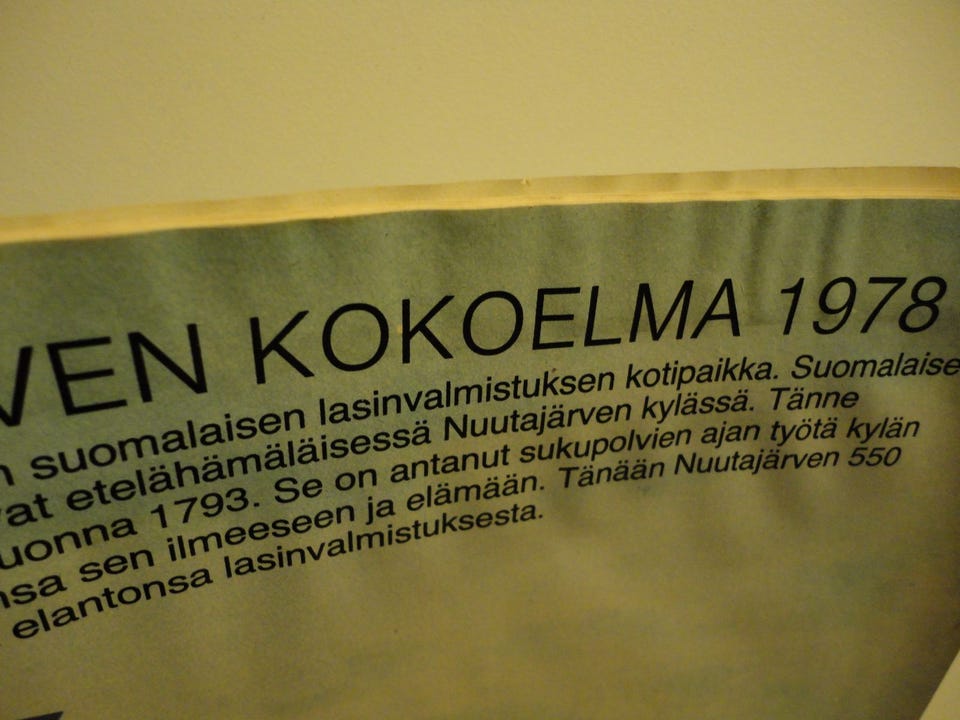 VEN KOKOELMA 1978
n suomalaisen lasinvalmistuksen kotipaikka. Suomalaise
vat etelähämäläisessä Nuutajärven kylässä. Tänne
uonna 1793. Se on antanut sukupolvien ajan työtä kylän
nsa sen ilmeeseen ja elämään. Tänään Nuutajärven 550
elantonsa lasinvalmistuksesta.